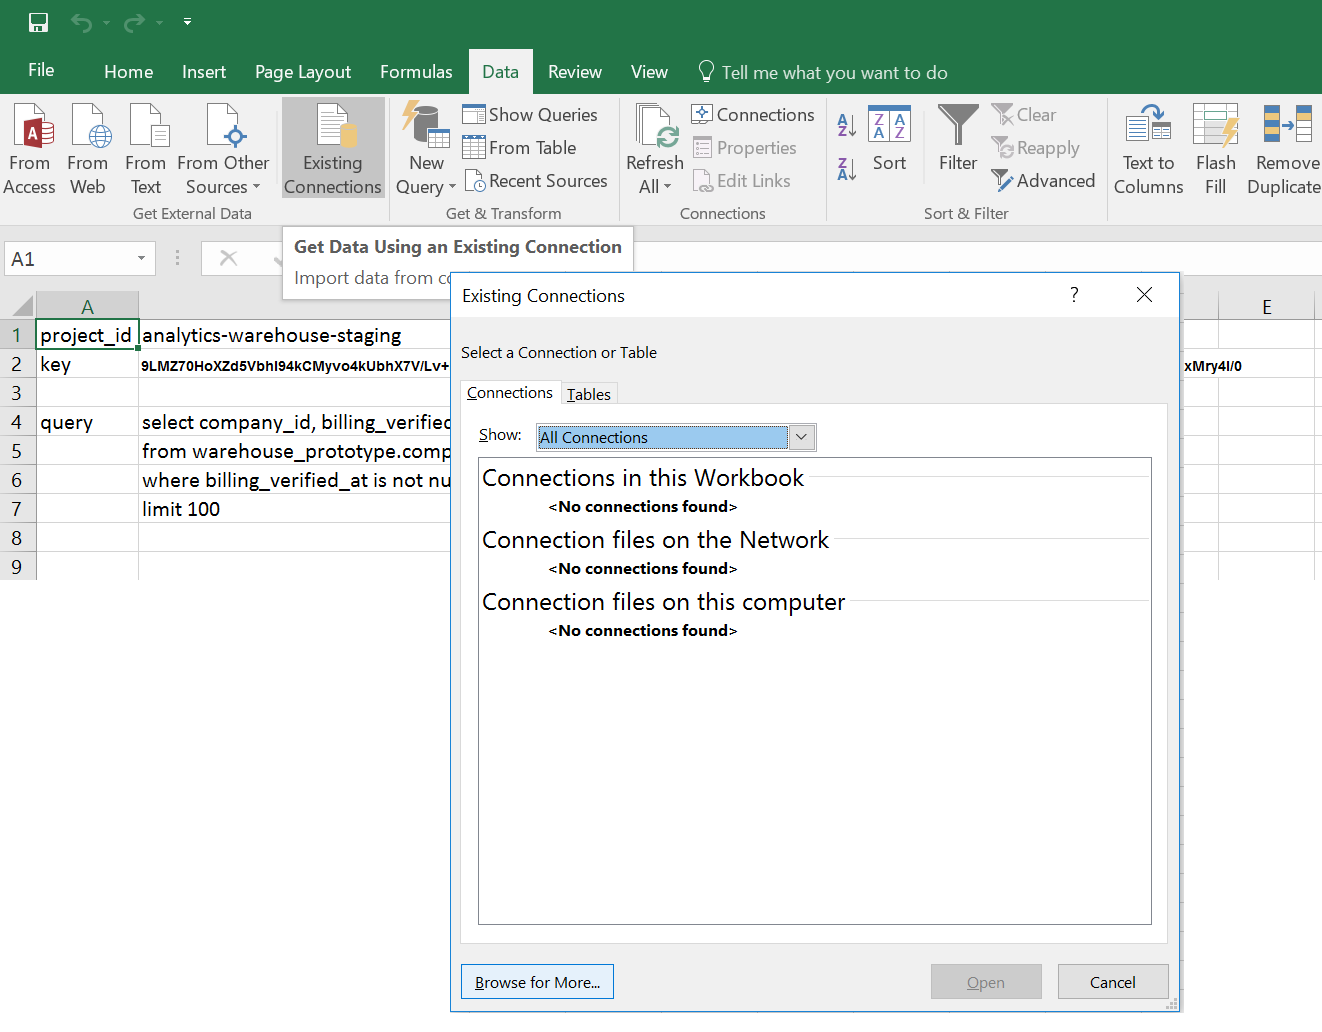 File Home Insert Page Layout Formulas Data Review View Tell me what you want to do
From Access
From Web
From Text
From Other Sources
Existing Connections
New Query
Show Queries
From Table
Recent Sources
Refresh All
Connections
Properties
Edit Links
Sort
Filter
Clear
Reapply
Advanced
Text to Columns
Flash Fill
Remove Duplicate
Get External Data
Get & Transform
Connections
Sort & Filter
A1
Get Data Using an Existing Connection
Import data from
A E
1 project_id analytics-warehouse-staging
2 key 9LMZ70HoXZd5VbhI94kCMyvo4kUbhX7V/Lv+ xMry4I/0
3
4 query select company_id, billing_verified
5 from warehouse_prototype.comp
6 where billing_verified_at is not nu
7 limit 100
8
9
Existing Connections ?
Select a Connection or Table
Connections Tables
Show: All Connections
Connections in this Workbook
<No connections found>
Connection files on the Network
<No connections found>
Connection files on this computer
<No connections found>
Browse for More... Open Cancel